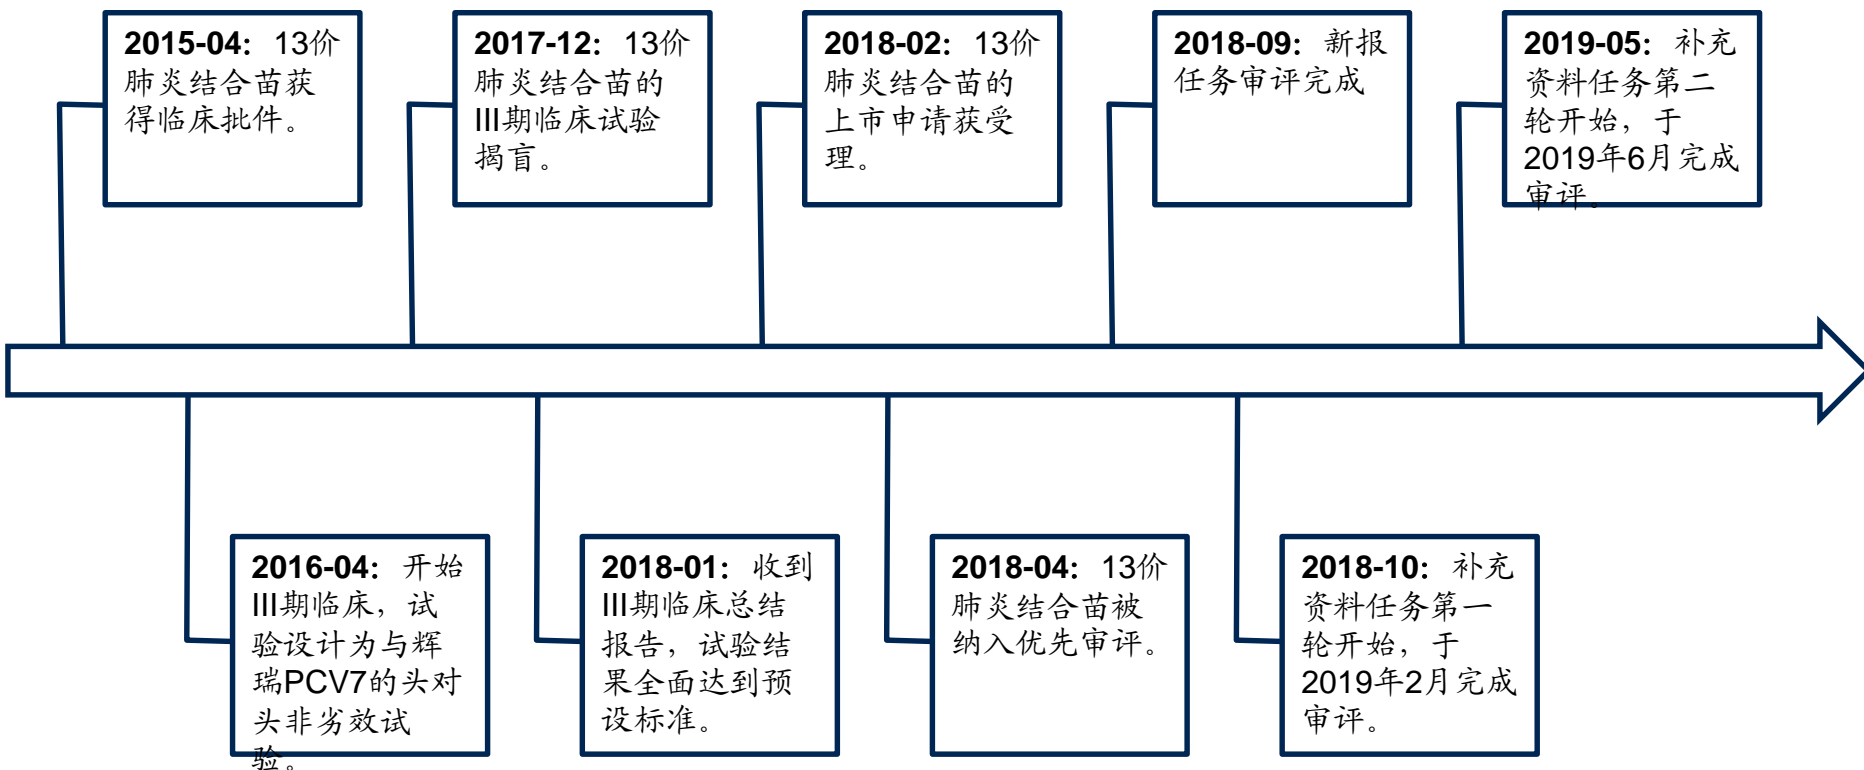 2015-04：13价
肺炎结合苗获
得临床批件。
2017-12：13价
肺炎结合苗的
III期临床试验
揭盲。
2018-02：13价
肺炎结合苗的
上市申请获受
理。
2018-09：新报
任务审评完成
2019-05：补充
资料任务第二
轮开始，于
2019年6月完成
审评。
2016-04：开始
III期临床，试
验设计为与辉
瑞PCV7的头对
头非劣效试
验。
2018-01：收到
III期临床总结
报告，试验结
果全面达到预
设标准。
2018-04：13价
肺炎结合苗被
纳入优先审评。
2018-10：补充
资料任务第一
轮开始，于
2019年2月完成
审评。